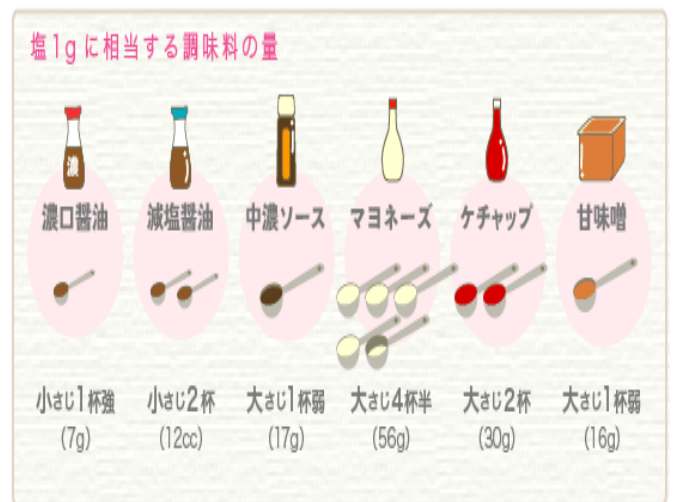 塩1gに相当する調味料の量
濃
濃口醤油
減塩醤油
中濃ソース
マヨネーズ
ケチャップ
甘味噌
小さじ1杯強
小さじ2杯
大さじ1杯弱
大さじ4杯半
大さじ2杯
大さじ1杯弱
(7g)
(12cc)
(17g)
(56g)
(30g)
(16g)